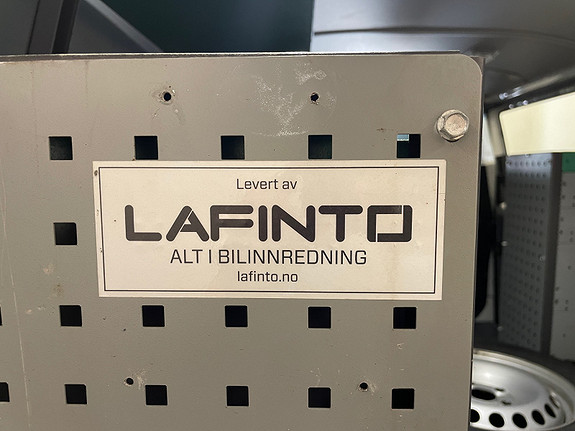 Levert av
LAFINTO
ALT I BILINNREDNING
lafinto.no